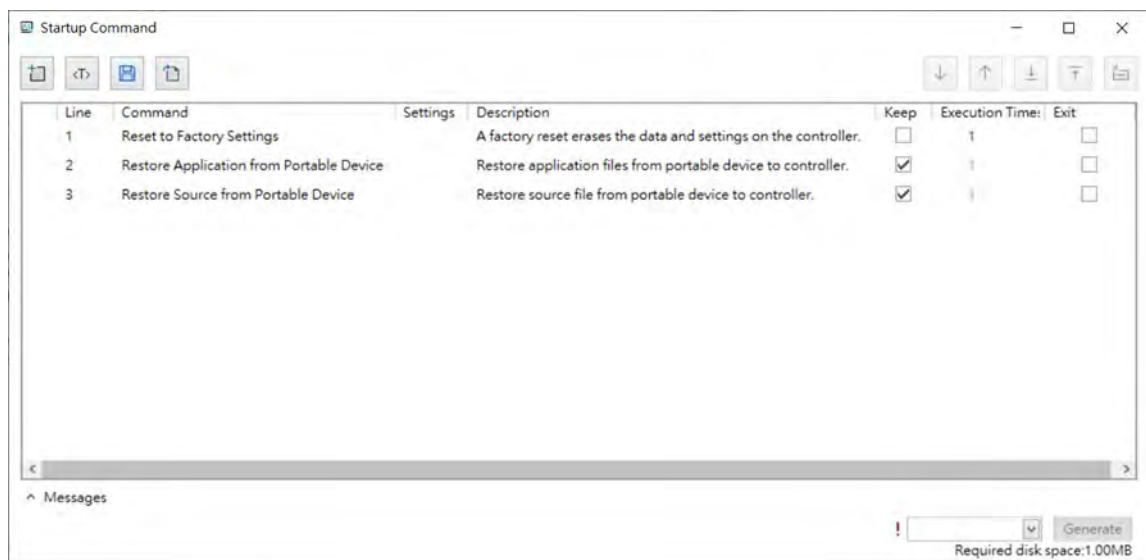 Startup Command
<T>
Line Command Settings Description Keep Execution Times Exit
1 Reset to Factory Settings A factory reset erases the data and settings on the controller. 1
2 Restore Application from Portable Device Restore application files from portable device to controller. 1
3 Restore Source from Portable Device Restore source file from portable device to controller. 1
Messages
! Generate
Required disk space:1.00MB